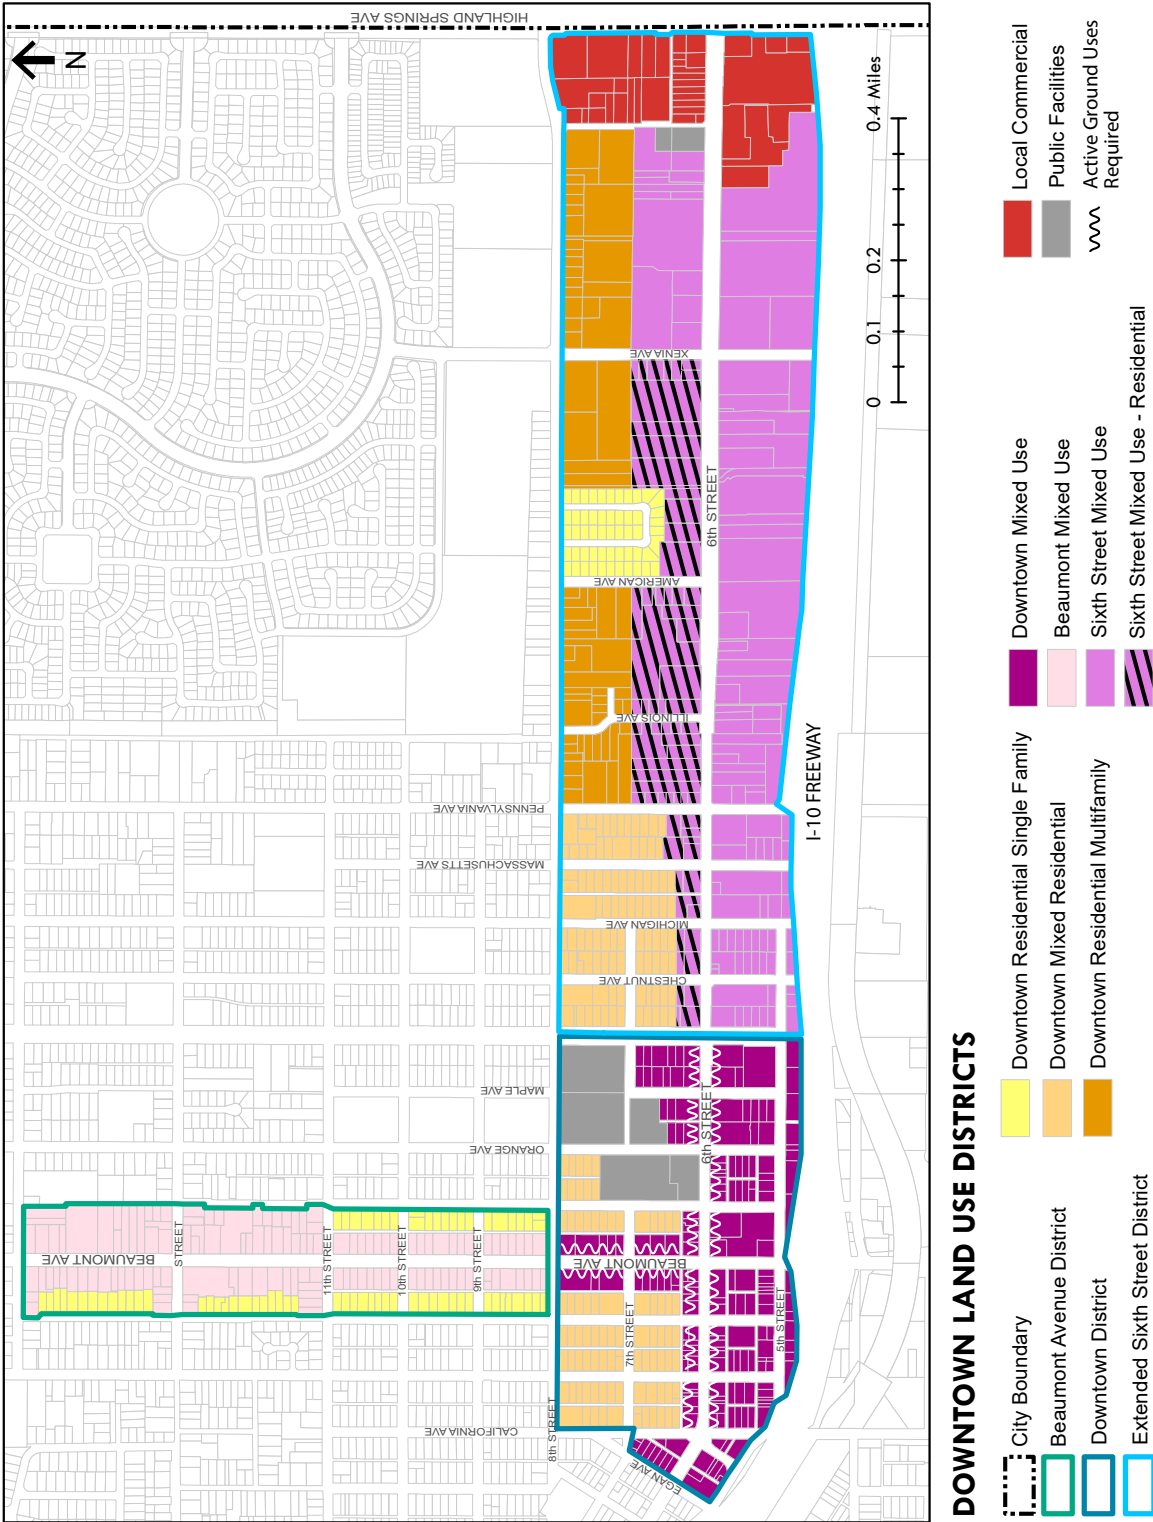 HIGHLAND SPRINGS AVE
N
XENIA AVE
6th STREET
AMERICAN AVE
ILLINOIS AVE
PENNSYLVANIA AVE
MASSACHUSETTS AVE
MICHIGAN AVE
CHESTNUT AVE
MAPLE AVE
ORANGE AVE
6th STREET
BEAUMONT AVE
STREET
11th STREET
10th STREET
9th STREET
BEAUMONT AVE
7th STREET
5th STREET
8th STREET
CALIFORNIA AVE
EGAN AVE
I-10 FREEWAY
0 0.1 0.2 0.4 Miles
DOWNTOWN LAND USE DISTRICTS
City Boundary
Beaumont Avenue District
Downtown District
Extended Sixth Street District
Downtown Residential Single Family
Downtown Mixed Residential
Downtown Residential Multifamily
Downtown Mixed Use
Beaumont Mixed Use
Sixth Street Mixed Use
Sixth Street Mixed Use - Residential
Local Commercial
Public Facilities
Active Ground Uses
Required